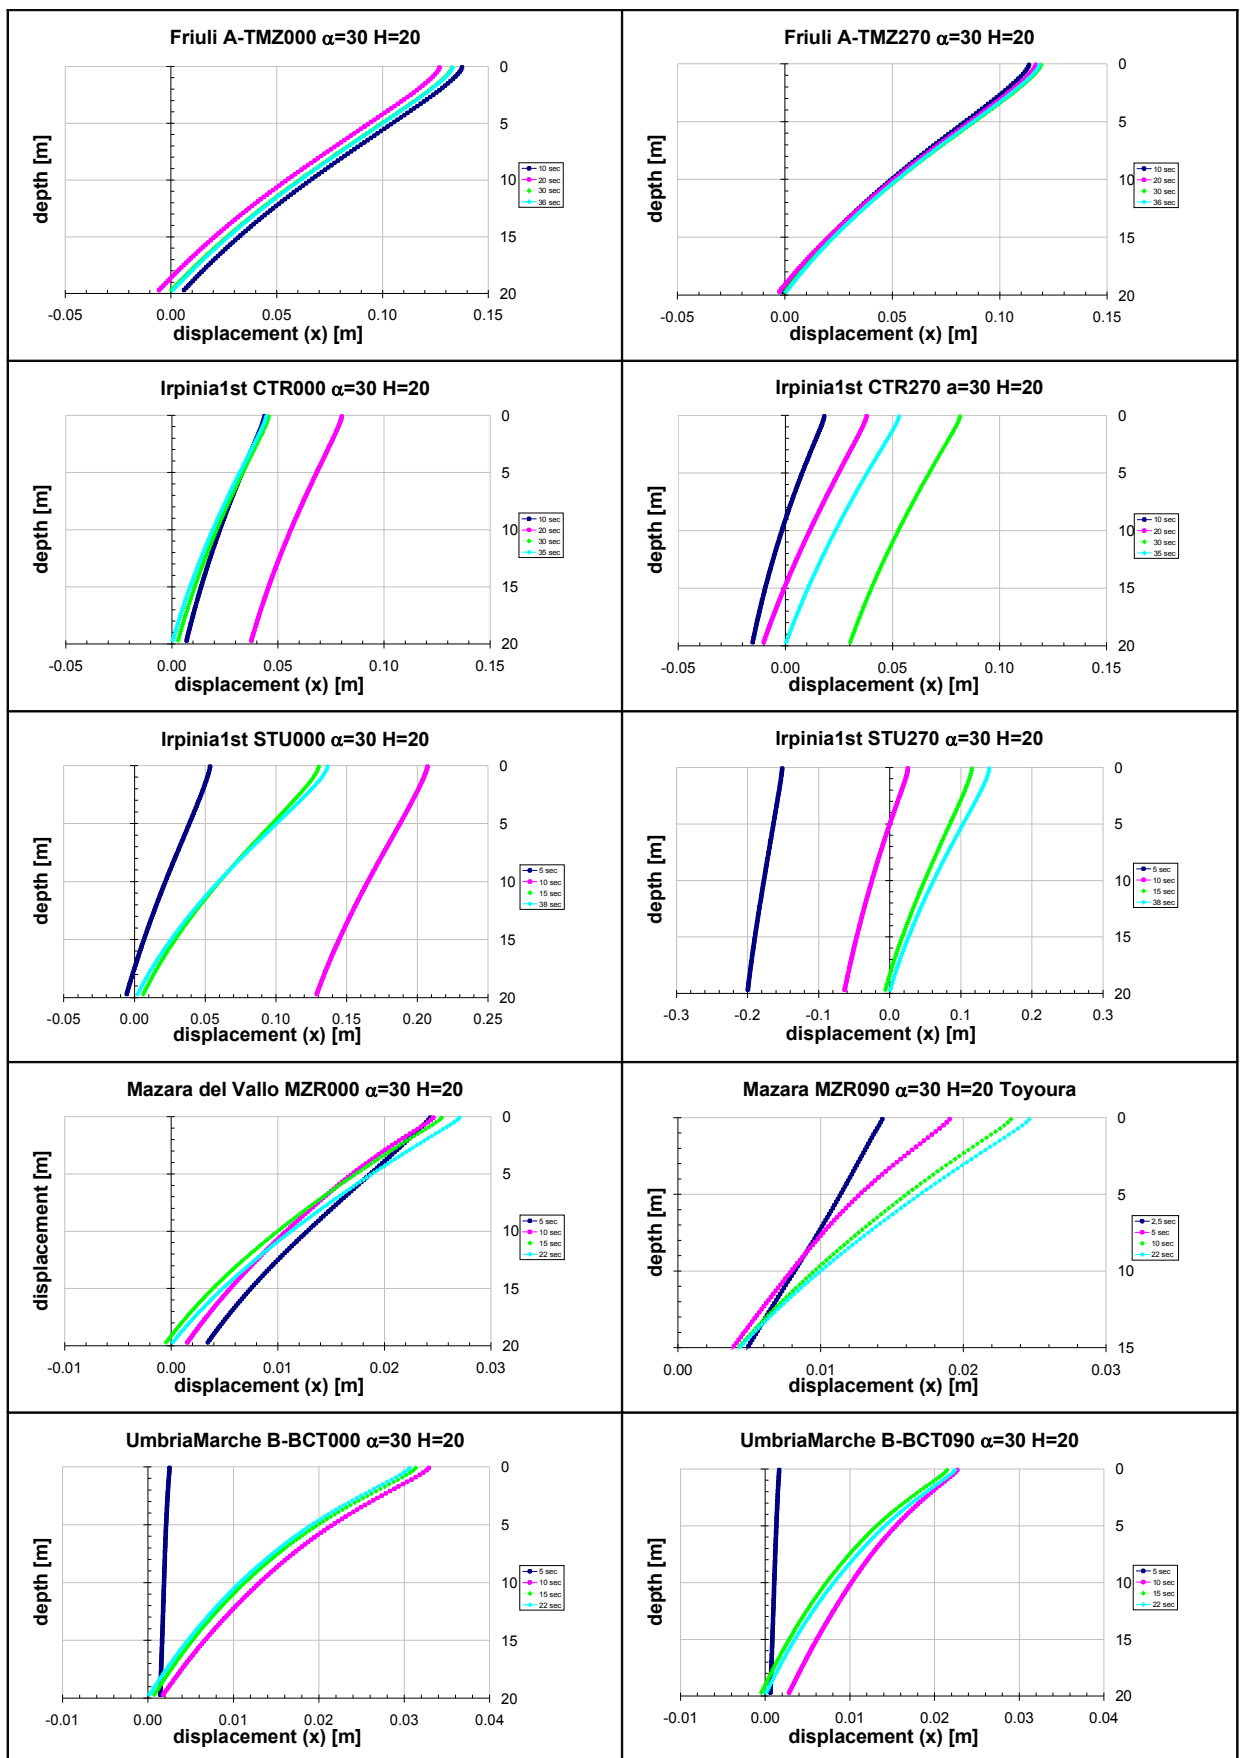 Friuli A-TMZ000 α=30 H=20
0
5
10
15
20
-0.05 0.00 0.05 0.10 0.15
depth [m]
displacement (x) [m]
10 sec
20 sec
30 sec
36 sec
Friuli A-TMZ270 α=30 H=20
0
5
10
15
20
-0.05 0.00 0.05 0.10 0.15
depth [m]
displacement (x) [m]
10 sec
20 sec
30 sec
36 sec
Irpinia1st CTR000 α=30 H=20
0
5
10
15
20
-0.05 0.00 0.05 0.10 0.15
depth [m]
displacement (x) [m]
10 sec
20 sec
30 sec
35 sec
Irpinia1st CTR270 a=30 H=20
0
5
10
15
20
-0.05 0.00 0.05 0.10 0.15
depth [m]
displacement (x) [m]
10 sec
20 sec
30 sec
35 sec
Irpinia1st STU000 α=30 H=20
0
5
10
15
20
-0.05 0.00 0.05 0.10 0.15 0.20 0.25
depth [m]
displacement (x) [m]
5 sec
10 sec
15 sec
38 sec
Irpinia1st STU270 α=30 H=20
0
5
10
15
20
-0.3 -0.2 -0.1 0.0 0.1 0.2 0.3
depth [m]
displacement (x) [m]
5 sec
10 sec
15 sec
38 sec
Mazara del Vallo MZR000 α=30 H=20
0
5
10
15
20
-0.01 0.00 0.01 0.02 0.03
displacement [m]
displacement (x) [m]
5 sec
10 sec
15 sec
22 sec
Mazara MZR090 α=30 H=20 Toyoura
0
5
10
15
0.00 0.01 0.02 0.03
depth [m]
displacement (x) [m]
2,5 sec
5 sec
10 sec
22 sec
UmbriaMarche B-BCT000 α=30 H=20
0
5
10
15
20
-0.01 0.00 0.01 0.02 0.03 0.04
depth [m]
displacement (x) [m]
5 sec
10 sec
15 sec
22 sec
UmbriaMarche B-BCT090 α=30 H=20
0
5
10
15
20
-0.01 0.00 0.01 0.02 0.03 0.04
depth [m]
displacement (x) [m]
5 sec
10 sec
15 sec
22 sec